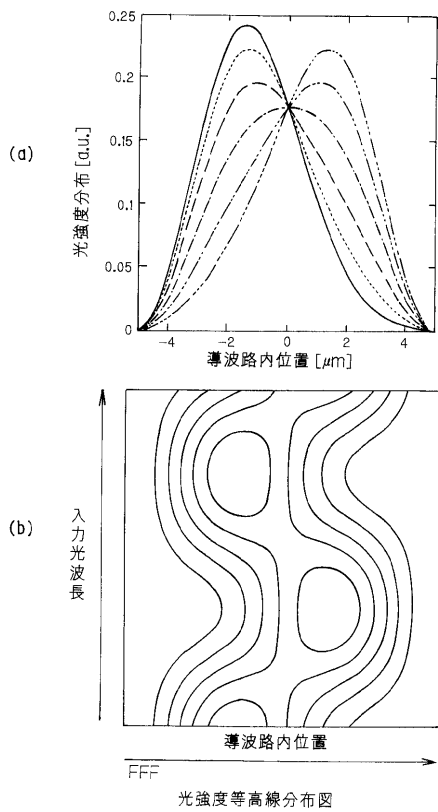 (a)
光強度分布 [a.u.]
0.25
0.2
0.15
0.1
0.05
0
-4
-2
0
2
4
導波路内位置 [μm]
(b)
入力光波長
導波路内位置
FFF
光強度等高線分布図